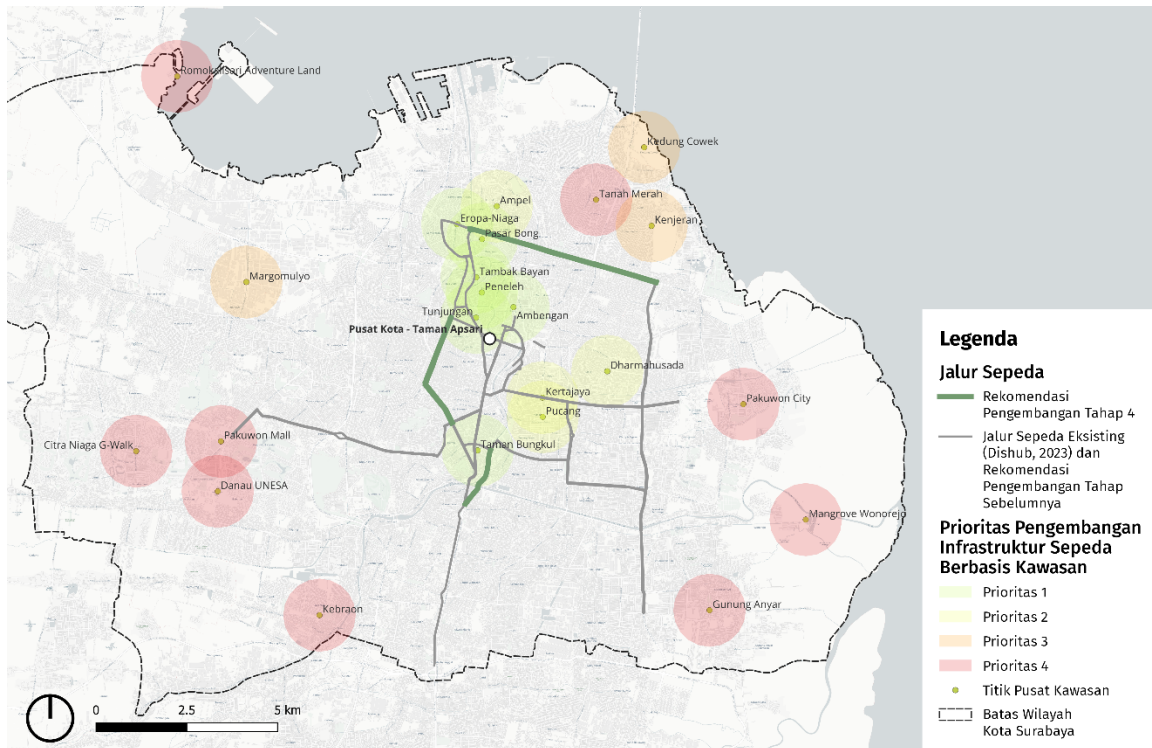 Romokalisari Adventure Land
Kedung Cowek
Tanah Merah
Ampel
Eropa-Niaga
Kenjeran
Pasar Bong
Margomulyo
Tambak Bayan
Peneleh
Tunjungan
Ambengan
Pusat Kota - Taman Apsari
Dharmahusada
Kertajaya
Pakuwon City
Pucang
Pakuwon Mall
Citra Niaga G-Walk
Taman Bungkul
Danau UNESA
Mangrove Wonorejo
Gunung Anyar
Kebraon
0 2.5 5 km
Legenda
Jalur Sepeda
Rekomendasi
Pengembangan Tahap 4
Jalur Sepeda Eksisting
(Dishub, 2023) dan
Rekomendasi
Pengembangan Tahap
Sebelumnya
Prioritas Pengembangan
Infrastruktur Sepeda
Berbasis Kawasan
Prioritas 1
Prioritas 2
Prioritas 3
Prioritas 4
Titik Pusat Kawasan
Batas Wilayah
Kota Surabaya